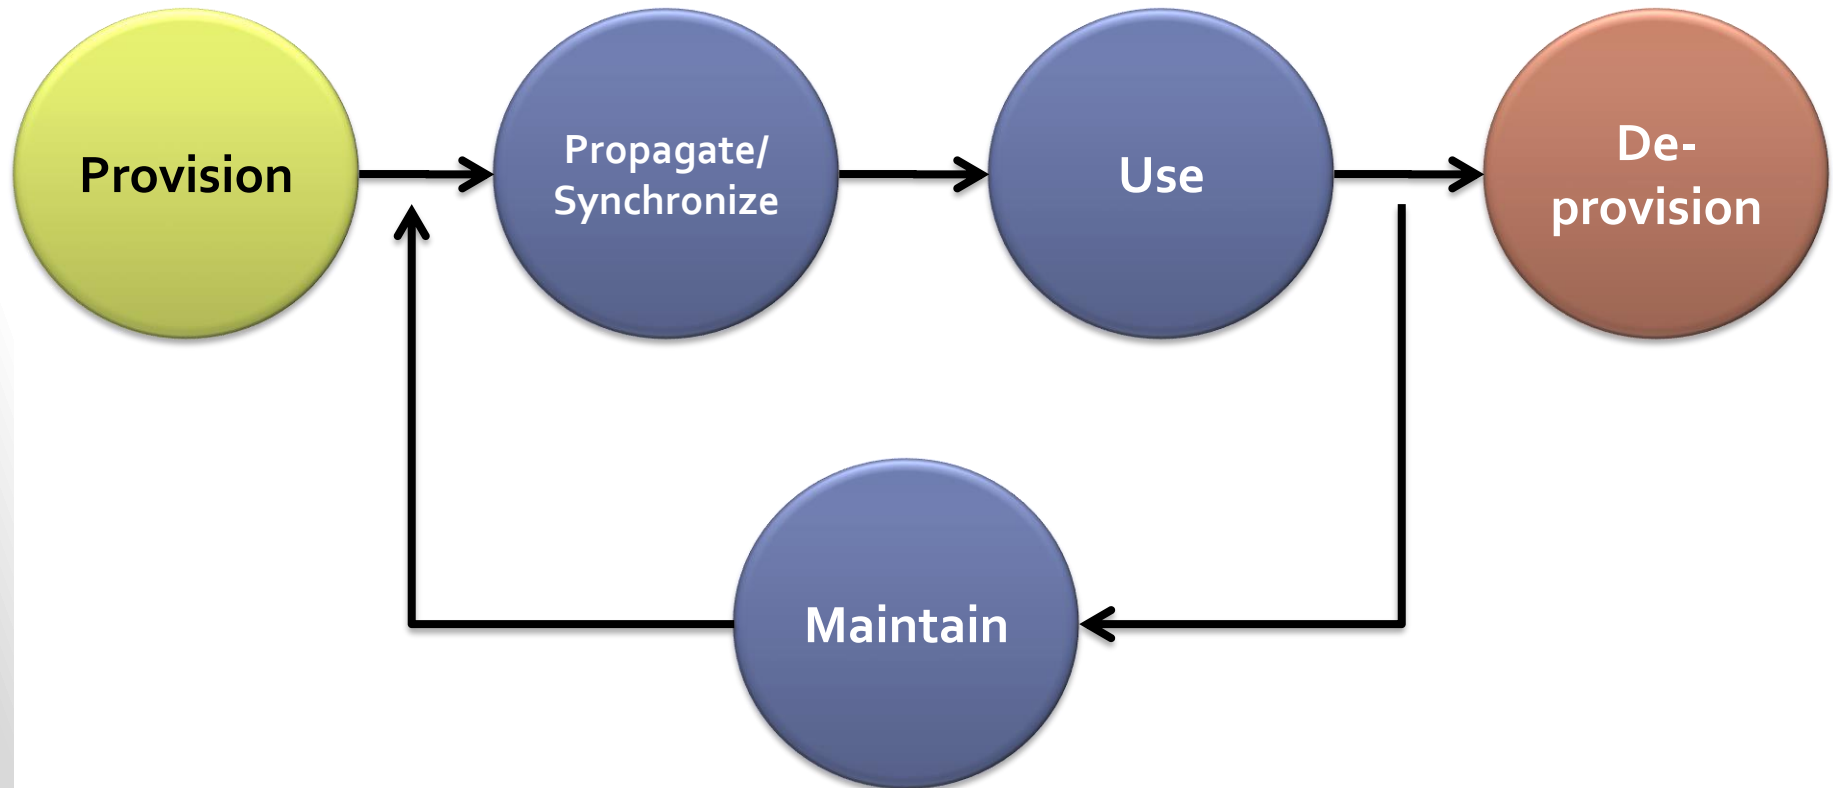 Provision
Propagate/
Synchronize
Use
De-
provision
Maintain